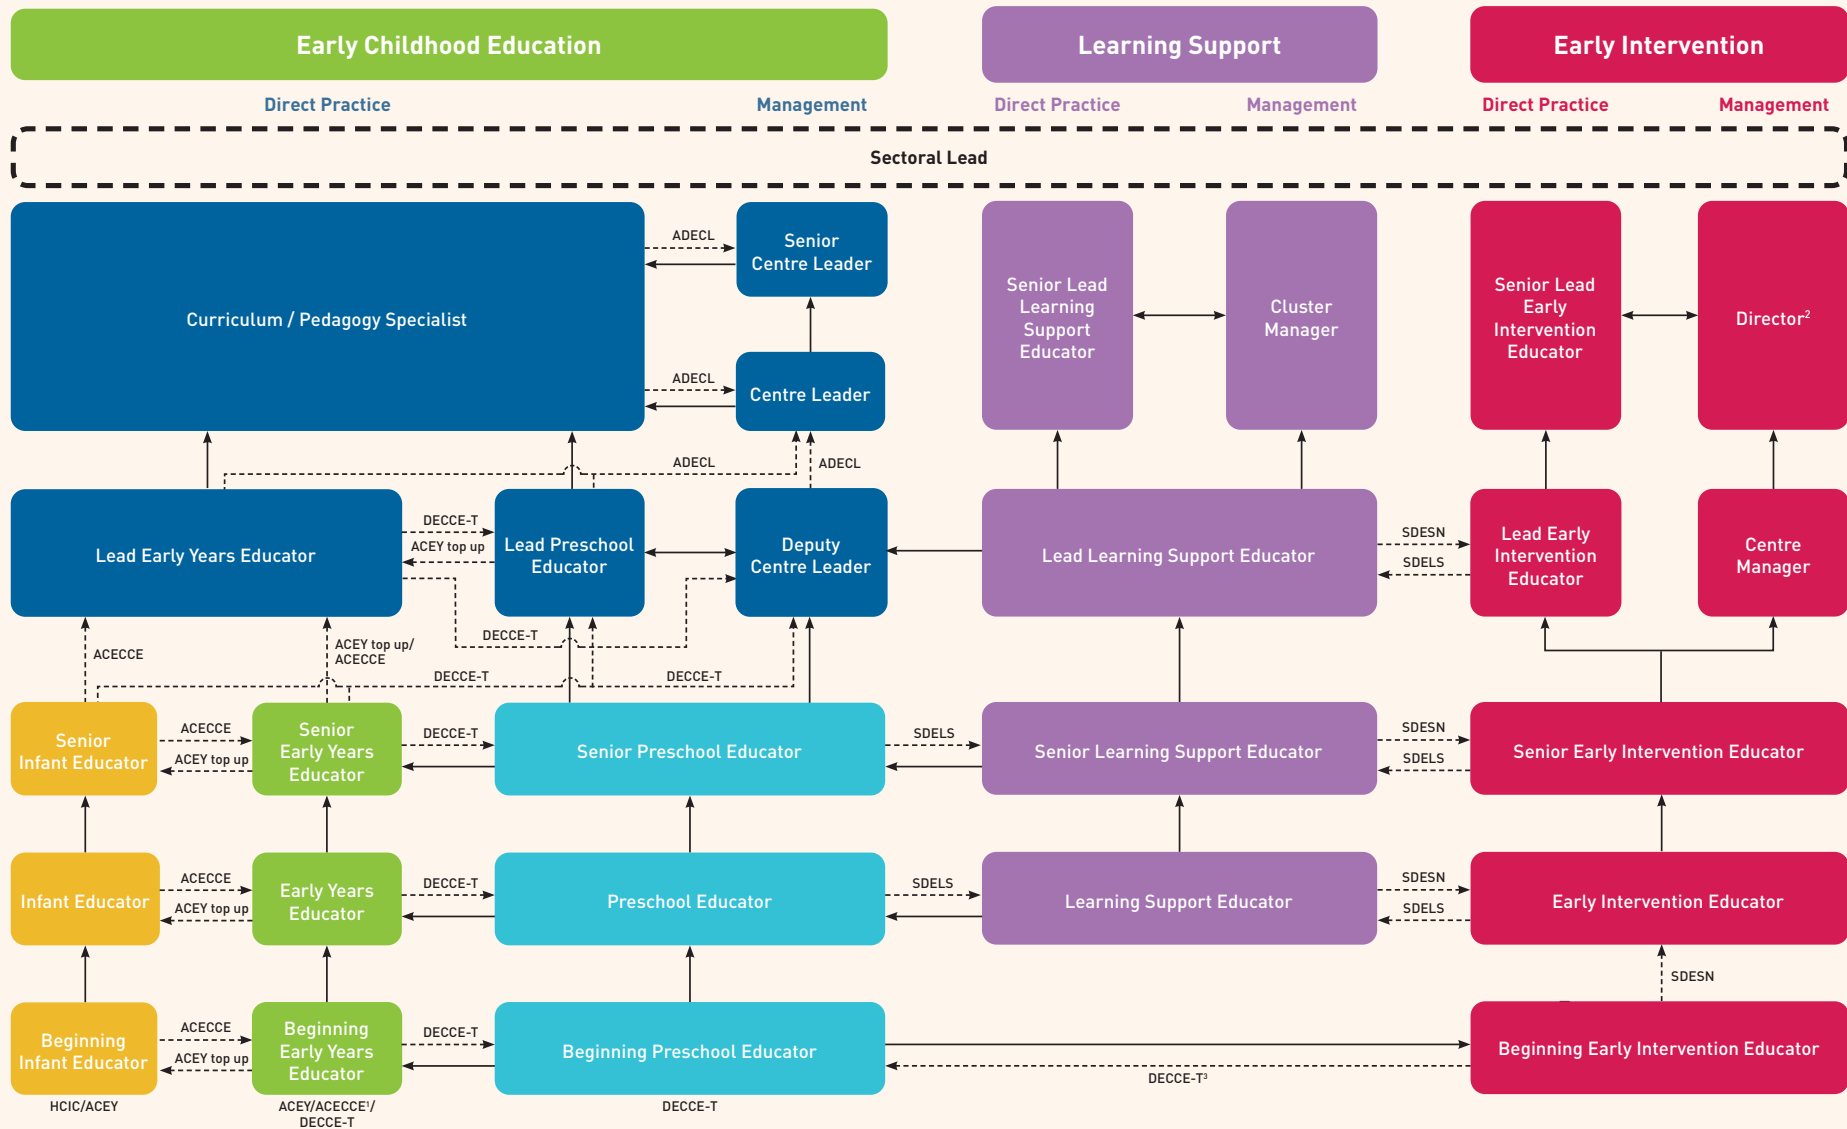 Early Childhood Education
Learning Support
Early Intervention
Direct Practice
Management
Direct Practice
Management
Direct Practice
Management
Sectoral Lead
Curriculum / Pedagogy Specialist
ADECL
Senior
Centre Leader
ADECL
Centre Leader
Senior Lead
Learning
Support
Educator
Cluster
Manager
Senior Lead
Early
Intervention
Educator
Director²
ADECL
ADECL
Lead Early Years Educator
DECCE-T
ACEY top up
Lead Preschool
Educator
Deputy
Centre Leader
Lead Learning Support Educator
SDESN
SDELS
Lead Early
Intervention
Educator
Centre
Manager
ACECCE
ACEY top up/
ACECCE
DECCE-T
DECCE-T
DECCE-T
Senior
Infant Educator
ACECCE
ACEY top up
Senior
Early Years
Educator
DECCE-T
Senior Preschool Educator
SDELS
Senior Learning Support Educator
SDESN
SDELS
Senior Early Intervention Educator
Infant Educator
ACECCE
ACEY top up
Early Years
Educator
DECCE-T
Preschool Educator
SDELS
Learning Support Educator
SDESN
SDELS
Early Intervention Educator
SDESN
Beginning
Infant Educator
ACECCE
ACEY top up
Beginning
Early Years
Educator
DECCE-T
Beginning Preschool Educator
DECCE-T³
Beginning Early Intervention Educator
HCIC/ACEY
ACEY/ACECCE¹/
DECCE-T
DECCE-T